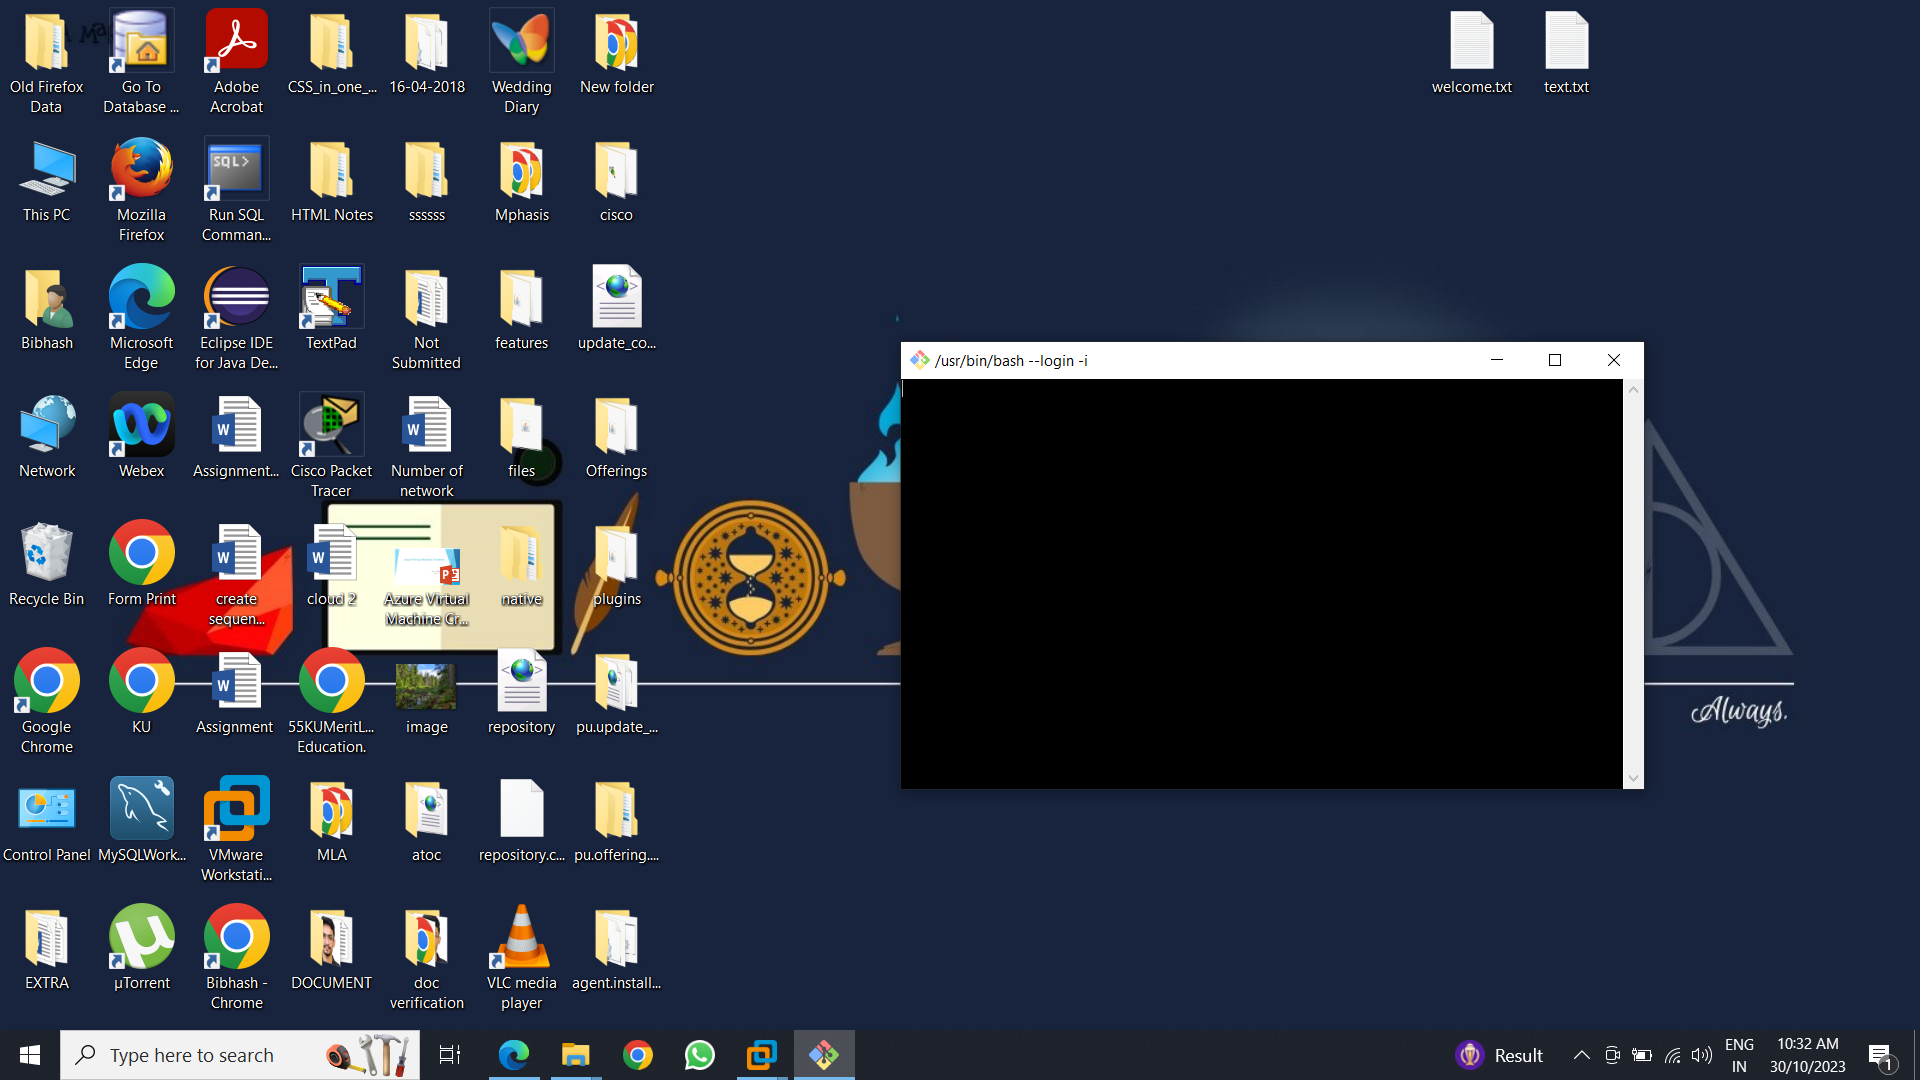 Old Firefox
Data
Go To
Database ...
Adobe
Acrobat
CSS_in_one_...
16-04-2018
Wedding
Diary
New folder
welcome.txt
text.txt
This PC
Mozilla
Firefox
SQL>
Run SQL
Comman...
HTML Notes
ssssss
Mphasis
cisco
Bibhash
Microsoft
Edge
Eclipse IDE
for Java De...
TextPad
Not
Submitted
features
update_co...
/usr/bin/bash --login -i
Network
Webex
Assignment...
Cisco Packet
Tracer
Number of
network
files
Offerings
Recycle Bin
Form Print
create
sequen...
cloud 2
Azure Virtual
Machine Cr...
native
plugins
Google
Chrome
KU
Assignment
55KUMeritL...
Education.
image
repository
pu.update_...
Always.
Control Panel
MySQLWork...
VMware
Workstati...
MLA
atoc
repository.c...
pu.offering....
EXTRA
µTorrent
Bibhash -
Chrome
DOCUMENT
doc
verification
VLC media
player
agent.install...
Type here to search
Result
ENG
IN
10:32 AM
30/10/2023
1